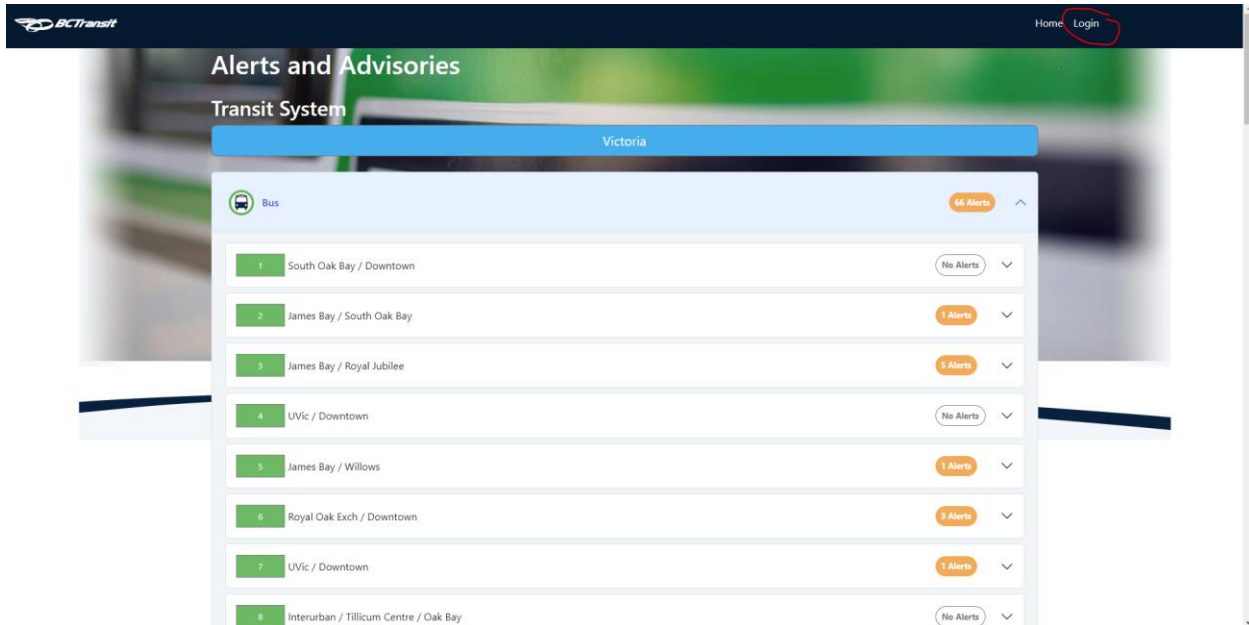 BCTransit
Home Login
Alerts and Advisories
Transit System
Victoria
Bus 66 Alerts
1 South Oak Bay / Downtown No Alerts
2 James Bay / South Oak Bay 1 Alerts
3 James Bay / Royal Jubilee 5 Alerts
4 UVic / Downtown No Alerts
5 James Bay / Willows 1 Alerts
6 Royal Oak Exch / Downtown 3 Alerts
7 UVic / Downtown 1 Alerts
8 Interurban / Tillicum Centre / Oak Bay No Alerts